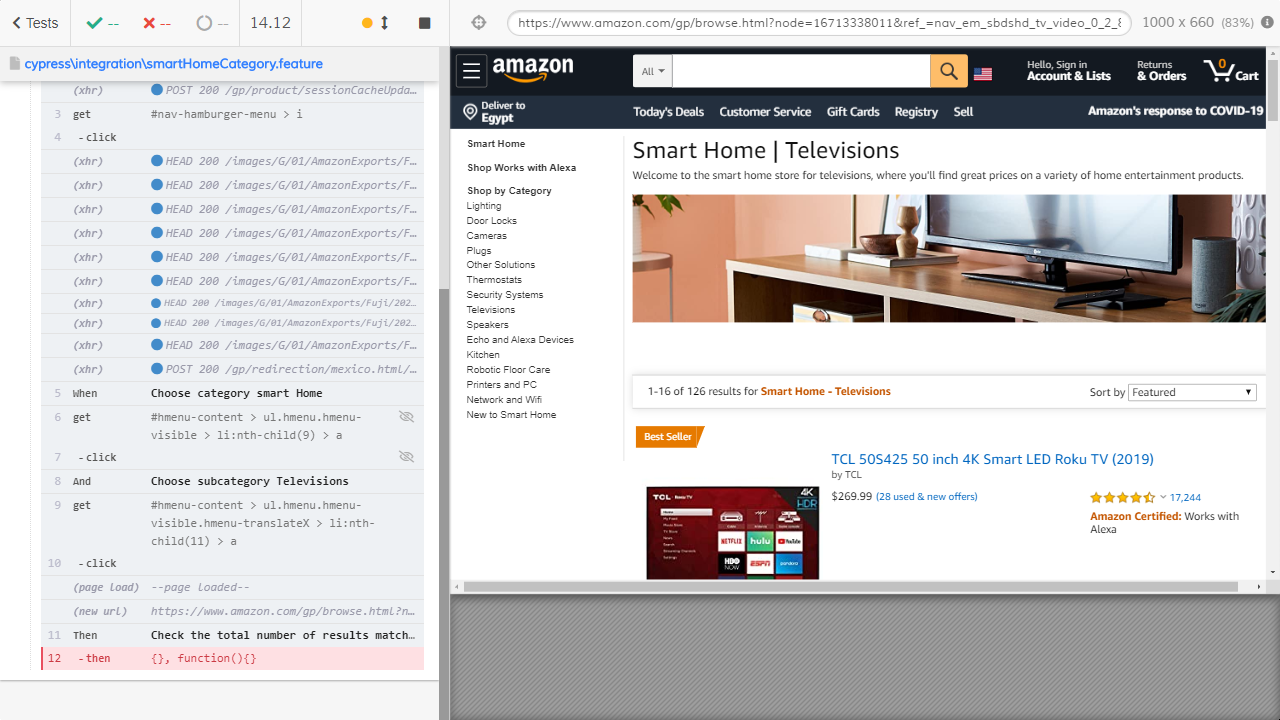 Tests
--
--
--
14.12
cypress\integration\smartHomeCategory.feature
(xhr) POST 200 /gp/product/sessionCacheUpda…
3 get #nav-hamburger-menu > i
4 -click
(xhr) HEAD 200 /images/G/01/AmazonExports/F…
(xhr) HEAD 200 /images/G/01/AmazonExports/F…
(xhr) HEAD 200 /images/G/01/AmazonExports/F…
(xhr) HEAD 200 /images/G/01/AmazonExports/F…
(xhr) HEAD 200 /images/G/01/AmazonExports/F…
(xhr) HEAD 200 /images/G/01/AmazonExports/F…
(xhr) HEAD 200 /images/G/01/AmazonExports/Fuji/202…
(xhr) HEAD 200 /images/G/01/AmazonExports/Fuji/202…
(xhr) HEAD 200 /images/G/01/AmazonExports/F…
(xhr) POST 200 /gp/redirection/mexico.html/…
5 When Choose category smart Home
6 get #hmenu-content > ul.hmenu.hmenu-
visible > li:nth-child(9) > a
7 -click
8 And Choose subcategory Televisions
9 get #hmenu-content > ul.hmenu.hmenu-
visible.hmenu-translateX > li:nth-
child(11) > a
10 -click
(page load) --page loaded--
(new url) https://www.amazon.com/gp/browse.html?n…
11 Then Check the total number of results match…
12 -then {}, function(){}
https://www.amazon.com/gp/browse.html?node=16713338011&ref_=nav_em_sbdshd_tv_video_0_2_8
1000 x 660 (83%)
amazon
All
Hello, Sign in
Account & Lists
Returns
& Orders
0
Cart
Deliver to
Egypt
Today's Deals Customer Service Gift Cards Registry Sell
Amazon's response to COVID-19
Smart Home
Shop Works with Alexa
Shop by Category
Lighting
Door Locks
Cameras
Plugs
Other Solutions
Thermostats
Security Systems
Televisions
Speakers
Echo and Alexa Devices
Kitchen
Robotic Floor Care
Printers and PC
Network and Wifi
New to Smart Home
Smart Home | Televisions
Welcome to the smart home store for televisions, where you'll find great prices on a variety of home entertainment products.
1-16 of 126 results for Smart Home - Televisions
Sort by Featured
Best Seller
TCL 50S425 50 inch 4K Smart LED Roku TV (2019)
by TCL
$269.99 (28 used & new offers)
17,244
Amazon Certified: Works with
Alexa
TCL Roku TV
4K
HDR
Home
NETFLIX
hulu
YouTube
HBO
NOW
ESPN
pandora